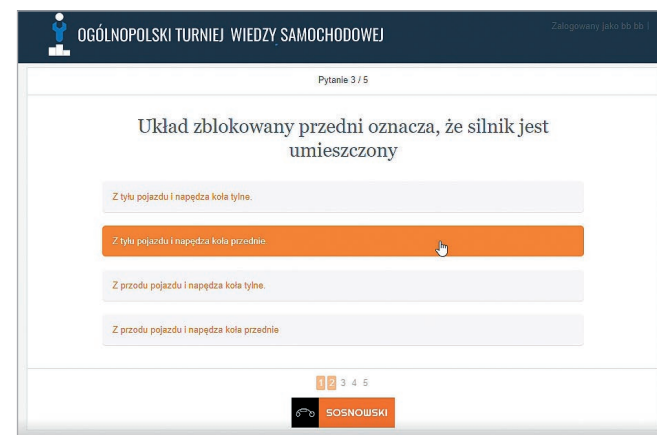 OGÓLNOPOLSKI TURNIEJ WIEDZY SAMOCHODOWEJ
Zalogowany jako bb bb |
Pytanie 3 / 5
Układ zblokowany przedni oznacza, że silnik jest
umieszczony
Z tyłu pojazdu i napędza koła tylne.
Z tyłu pojazdu i napędza koła przednie
Z przodu pojazdu i napędza koła tylne.
Z przodu pojazdu i napędza koła przednie
1 2 3 4 5
SOSNOWSKI